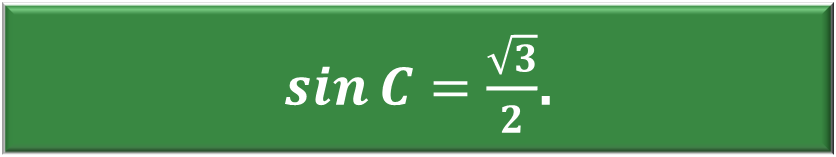 sin C = √3/2.